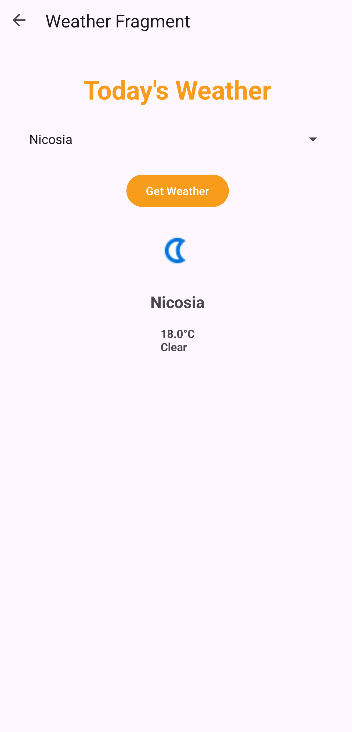 Weather Fragment
Today's Weather
Nicosia
Get Weather
Nicosia
18.0°C
Clear